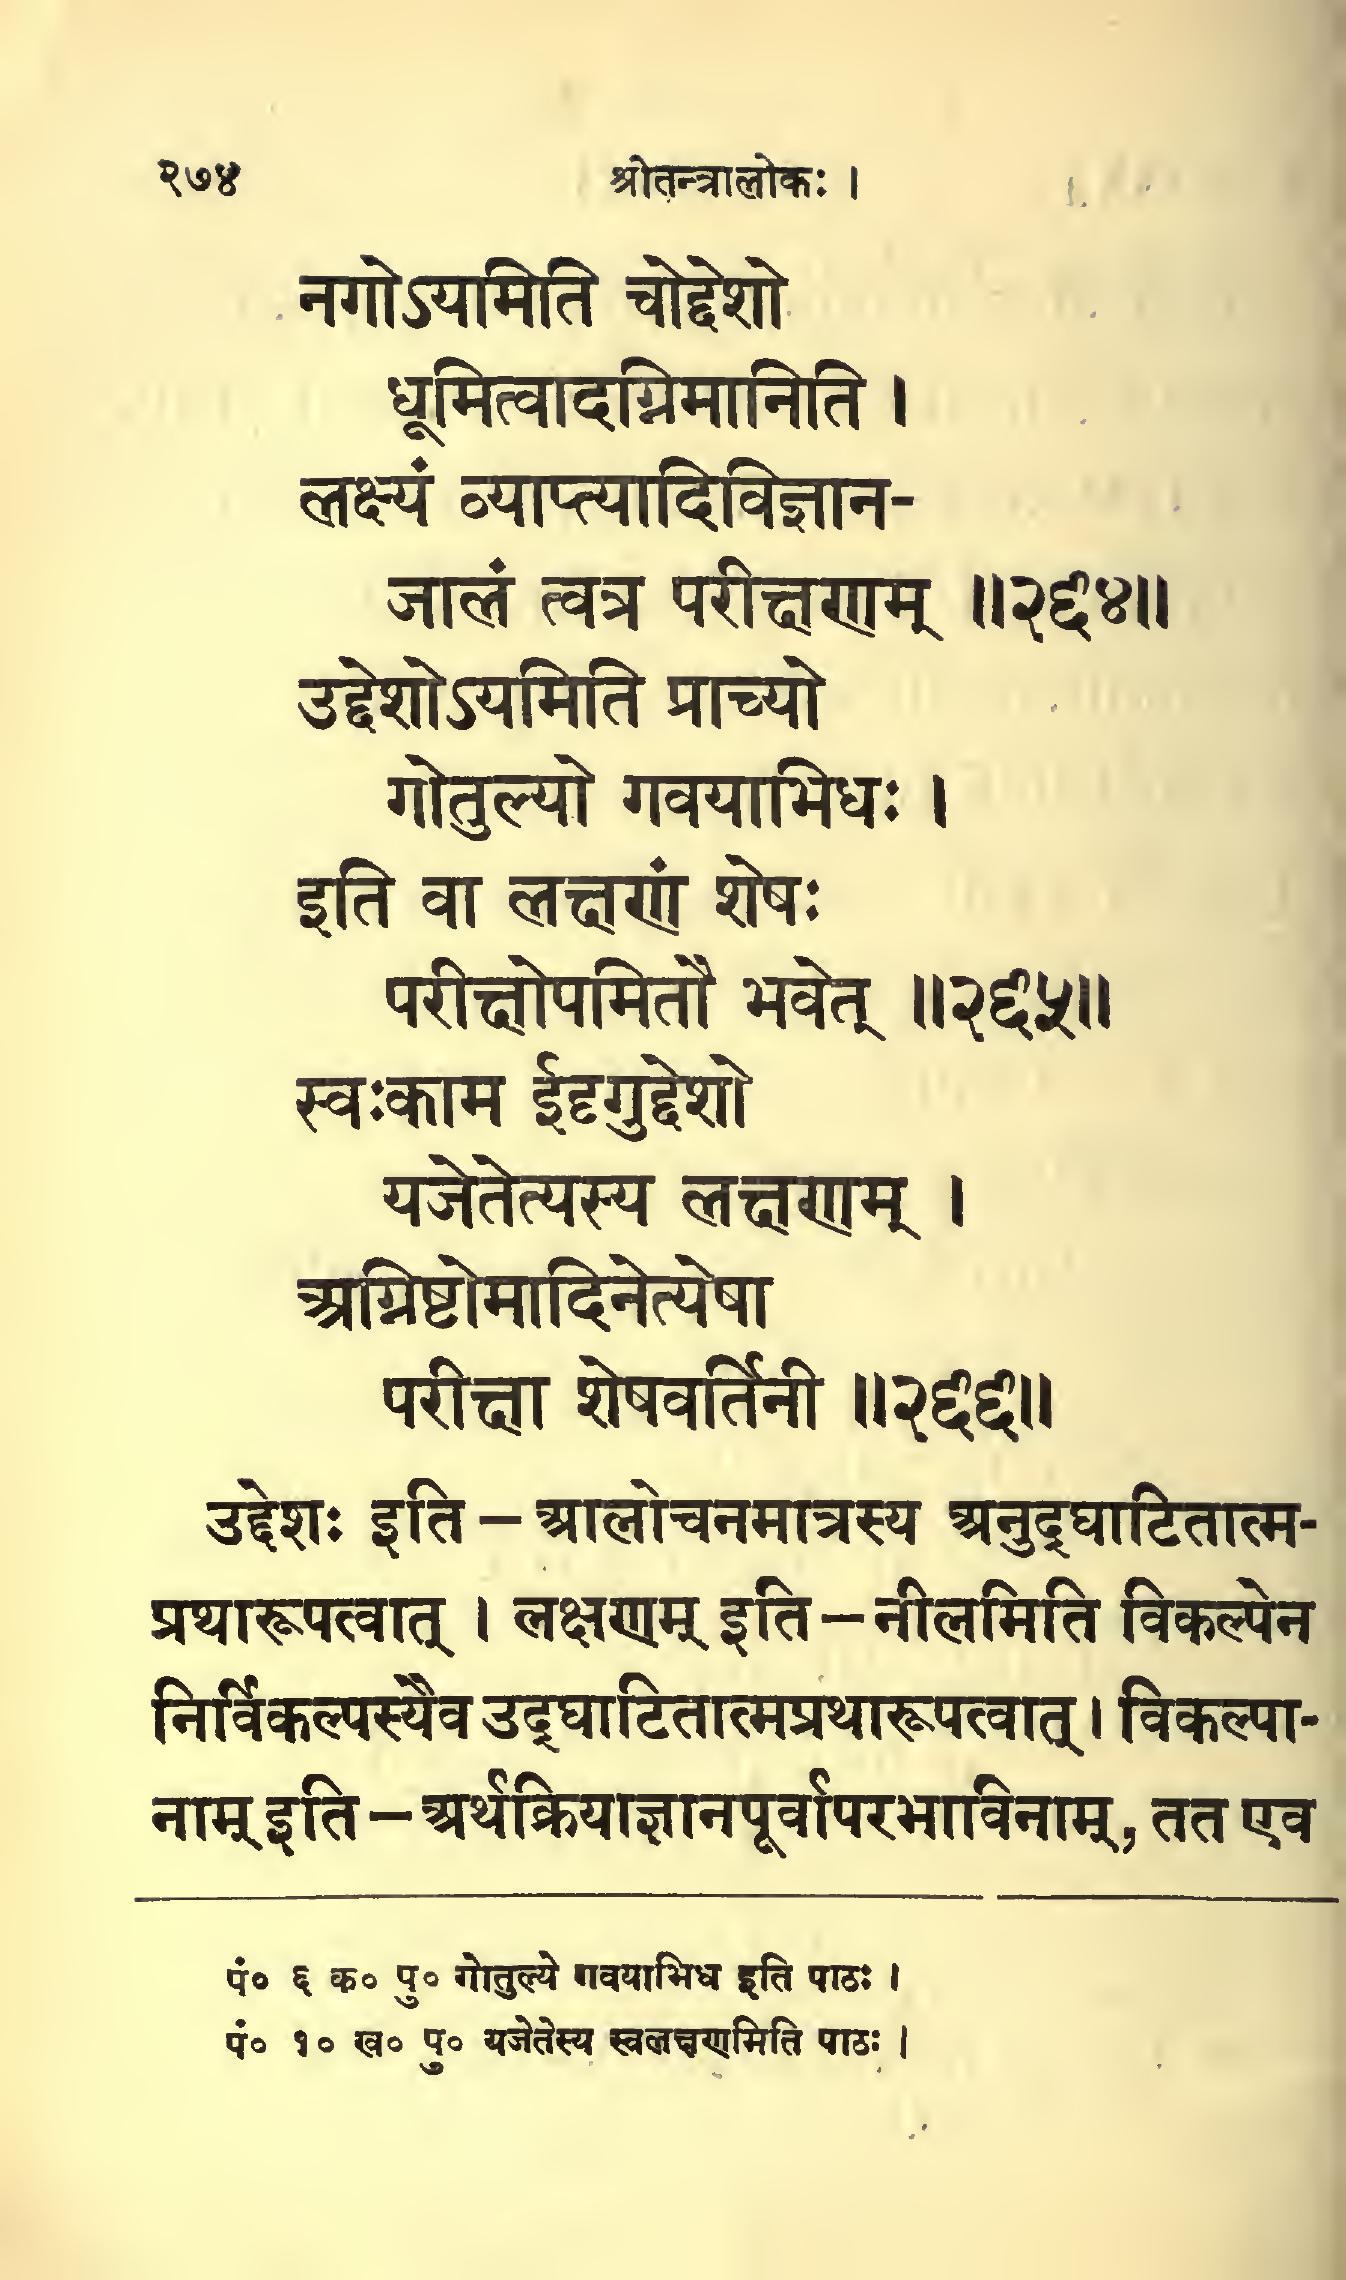 २७४ श्रीतन्त्रालोकः ।
नगोऽयमिति चोद्देशो
धूमित्वादग्निमानिति ।
लक्ष्यं व्याप्त्यादिविज्ञान-
जालं त्वत्र परीक्षणम् ॥२६४॥
उद्देशोऽयमिति प्राच्यो
गोतुल्यो गवयाभिधः ।
इति वा लक्षणं शेषः
परीक्षोपमितौ भवेत् ॥२६५॥
स्वःकाम ईदृगुद्देशो
यजेतेत्यस्य लक्षणम् ।
अग्निष्टोमादिनेत्येषा
परीक्षा शेषवर्तिनी ॥२६६॥
उद्देशः इति – आलोचनमात्रस्य अनुद्घाटितात्म-
प्रथारूपत्वात् । लक्षणम् इति – नीलमिति विकल्पेन
निर्विकल्पस्यैव उद्घाटितात्मप्रथारूपत्वात् । विकल्पा-
नाम् इति – अर्थक्रियाज्ञानपूर्वापरभाविनाम्, तत एव
पं० ६ क० पु० गोतुल्ये गवयाभिध इति पाठः ।
पं० १० ख० पु० यजेतेस्य स्वलक्षणमिति पाठः ।